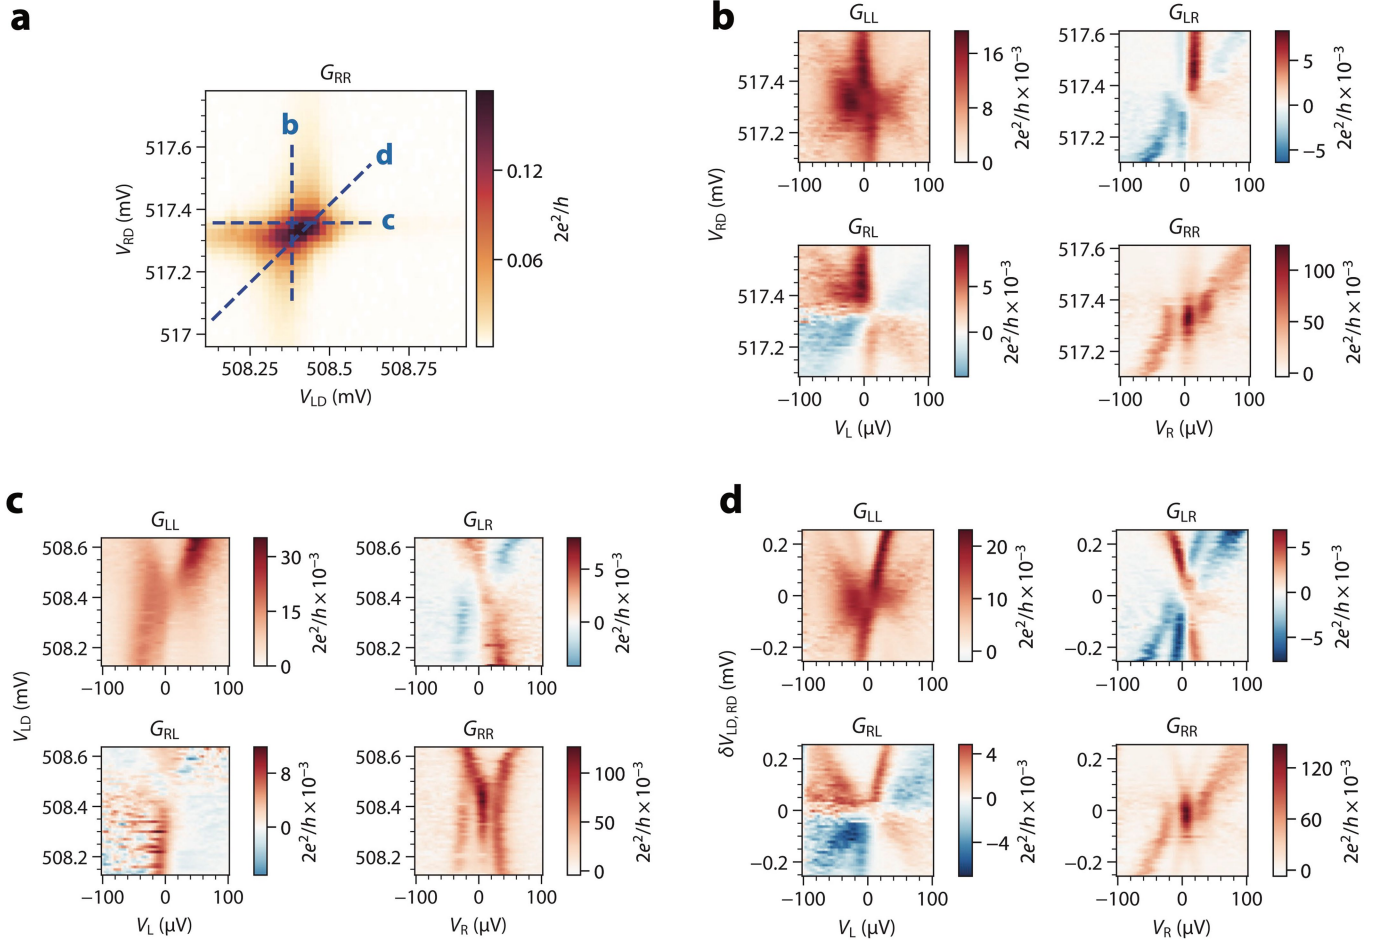 a
G_RR
b
d
c
517.6
517.4
517.2
517
V_RD (mV)
508.25
508.5
508.75
V_LD (mV)
0.12
0.06
2e²/h
b
G_LL
517.4
517.2
−100
0
100
16
8
0
2e²/h × 10⁻³
G_LR
517.6
517.4
517.2
−100
0
100
5
0
−5
2e²/h × 10⁻³
V_RD (mV)
G_RL
517.4
517.2
−100
0
100
V_L (μV)
5
0
2e²/h × 10⁻³
G_RR
517.6
517.4
517.2
−100
0
100
V_R (μV)
100
50
0
2e²/h × 10⁻³
c
G_LL
508.6
508.4
508.2
−100
0
100
30
15
0
2e²/h × 10⁻³
G_LR
508.6
508.4
508.2
−100
0
100
5
0
2e²/h × 10⁻³
V_LD (mV)
G_RL
508.6
508.4
508.2
−100
0
100
V_L (μV)
8
0
2e²/h × 10⁻³
G_RR
508.6
508.4
508.2
−100
0
100
V_R (μV)
100
50
0
2e²/h × 10⁻³
d
G_LL
0.2
0
−0.2
−100
0
100
20
10
0
2e²/h × 10⁻³
G_LR
0.2
0
−0.2
−100
0
100
5
0
−5
2e²/h × 10⁻³
δV_LD, RD (mV)
G_RL
0.2
0
−0.2
−100
0
100
V_L (μV)
4
0
−4
2e²/h × 10⁻³
G_RR
0.2
0
−0.2
−100
0
100
V_R (μV)
120
60
0
2e²/h × 10⁻³